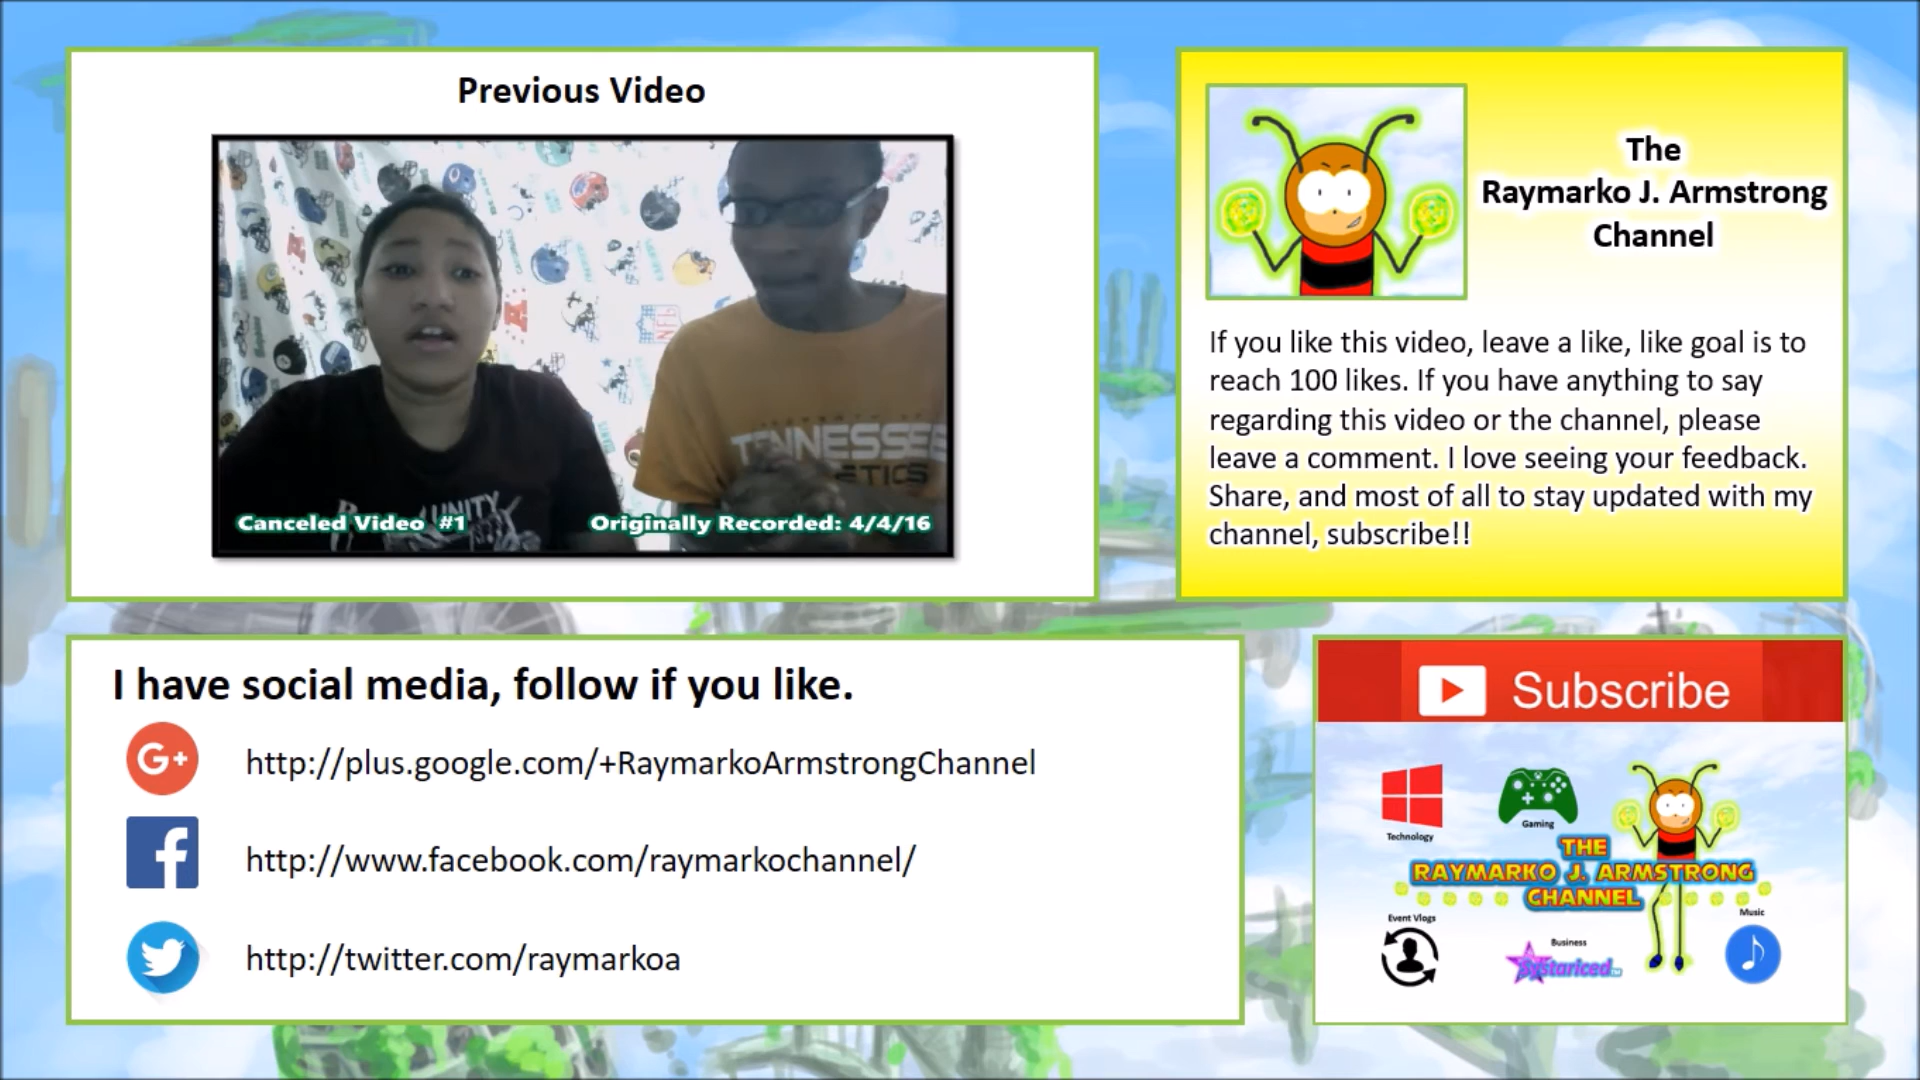 Previous Video
TENNESSEE
Canceled Video #1
Originally Recorded: 4/4/16
The
Raymarko J. Armstrong
Channel
If you like this video, leave a like, like goal is to
reach 100 likes. If you have anything to say
regarding this video or the channel, please
leave a comment. I love seeing your feedback.
Share, and most of all to stay updated with my
channel, subscribe!!
I have social media, follow if you like.
G+
http://plus.google.com/+RaymarkoArmstrongChannel
f
http://www.facebook.com/raymarkochannel/
http://twitter.com/raymarkoa
Subscribe
Technology
Gaming
THE
RAYMARKO J. ARMSTRONG
CHANNEL
Event Vlogs
Business
Systariced
Music